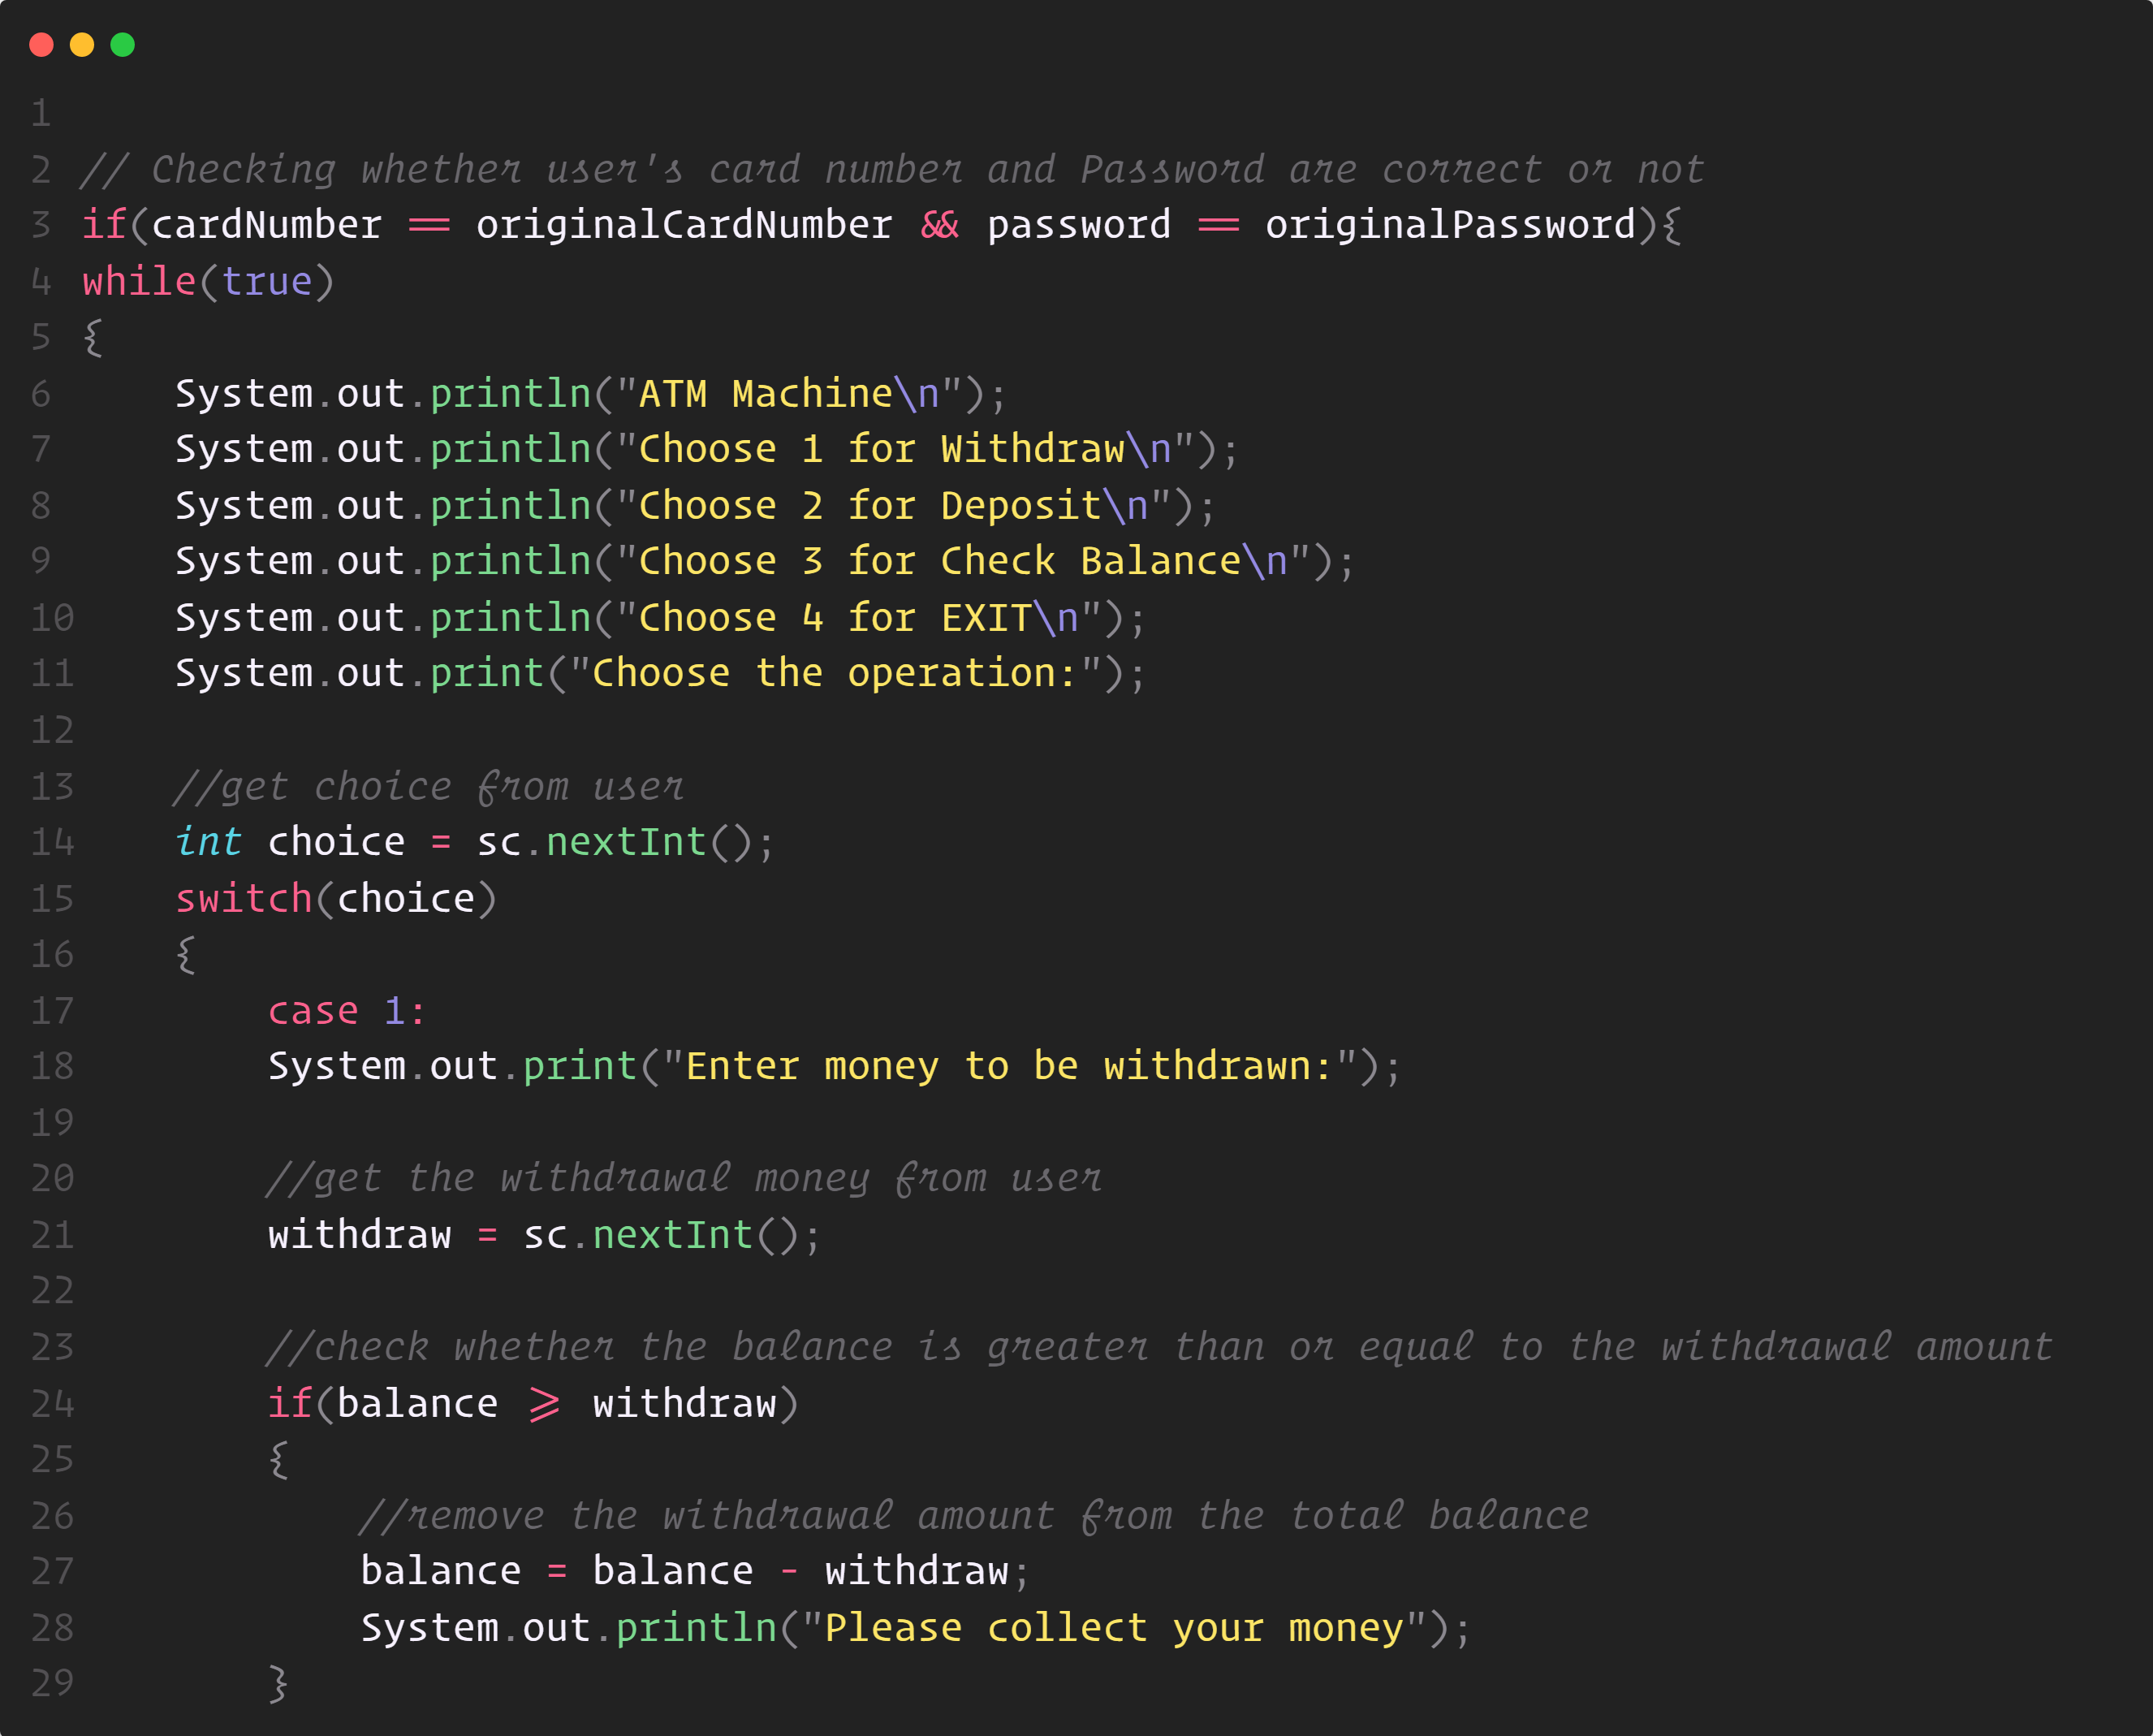 1
2 // Checking whether user's card number and Password are correct or not
3 if(cardNumber == originalCardNumber && password == originalPassword){
4 while(true)
5 {
6     System.out.println("ATM Machine\n");
7     System.out.println("Choose 1 for Withdraw\n");
8     System.out.println("Choose 2 for Deposit\n");
9     System.out.println("Choose 3 for Check Balance\n");
10     System.out.println("Choose 4 for EXIT\n");
11     System.out.print("Choose the operation:");
12
13     //get choice from user
14     int choice = sc.nextInt();
15     switch(choice)
16     {
17         case 1:
18         System.out.print("Enter money to be withdrawn:");
19
20         //get the withdrawal money from user
21         withdraw = sc.nextInt();
22
23         //check whether the balance is greater than or equal to the withdrawal amount
24         if(balance >= withdraw)
25         {
26             //remove the withdrawal amount from the total balance
27             balance = balance - withdraw;
28             System.out.println("Please collect your money");
29         }